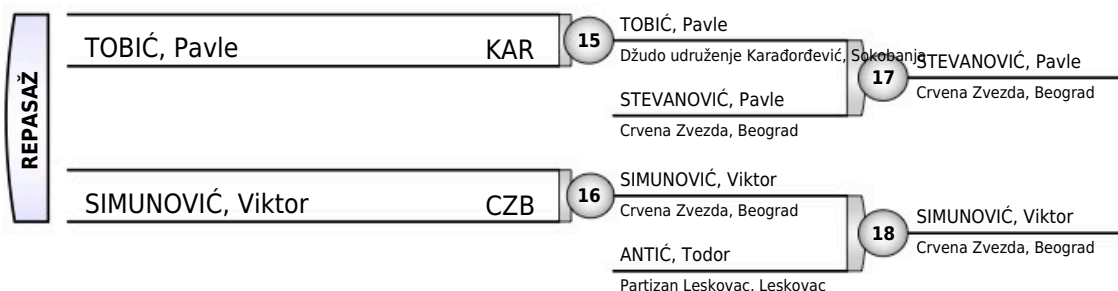 REPASAŽ
TOBIĆ, Pavle KAR
15
TOBIĆ, Pavle
Džudo udruženje Karađorđević, Sokobanja
STEVANOVIĆ, Pavle
Crvena Zvezda, Beograd
17
STEVANOVIĆ, Pavle
Crvena Zvezda, Beograd
SIMUNOVIĆ, Viktor CZB
16
SIMUNOVIĆ, Viktor
Crvena Zvezda, Beograd
ANTIĆ, Todor
Partizan Leskovac, Leskovac
18
SIMUNOVIĆ, Viktor
Crvena Zvezda, Beograd